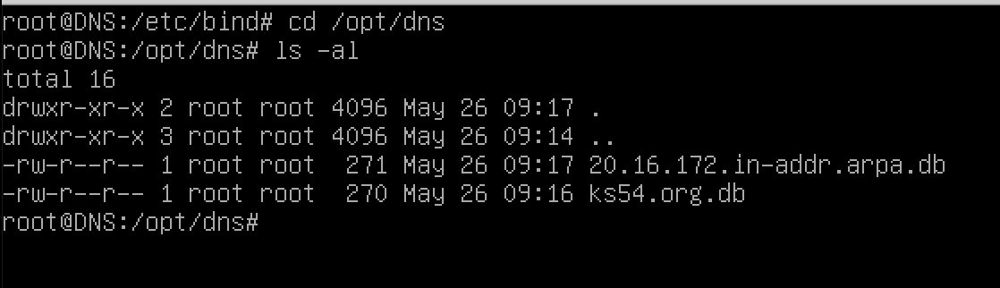 root@DNS:/etc/bind# cd /opt/dns
root@DNS:/opt/dns# ls -al
total 16
drwxr-xr-x 2 root root 4096 May 26 09:17 .
drwxr-xr-x 3 root root 4096 May 26 09:14 ..
-rw-r--r-- 1 root root  271 May 26 09:17 20.16.172.in-addr.arpa.db
-rw-r--r-- 1 root root  270 May 26 09:16 ks54.org.db
root@DNS:/opt/dns#